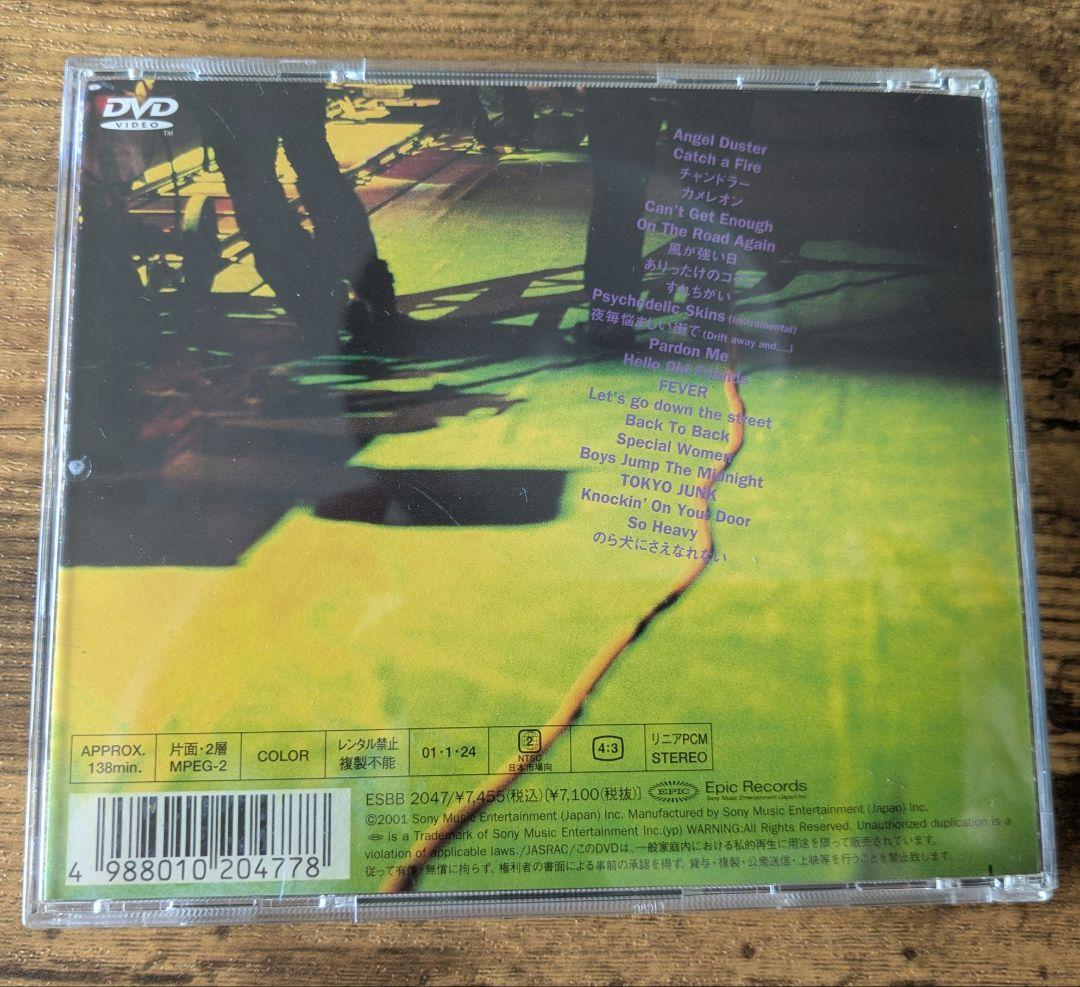 DVD
VIDEO
TM
Angel Duster
Catch a Fire
チャンドラー
カメレオン
Can't Get Enough
On The Road Again
風が強い日
ありったけのコイン
すれちがい
Psychedelic Skins (instrumental)
夜毎悩ましい街で (Drift away and....)
Pardon Me
Hello Old Friends
FEVER
Let's go down the street
Back To Back
Special Women
Boys Jump The Midnight
TOKYO JUNK
Knockin' On Your Door
So Heavy
のら犬にさえなれない
APPROX.
138min.
片面・2層
MPEG-2
COLOR
レンタル禁止
複製不能
01・1・24
2
NTSC
日本市場向
4:3
リニアPCM
STEREO
ESBB 2047/¥7,455(税込)〔¥7,100(税抜)〕 EPIC Epic Records
Sony Music Entertainment (Japan) Inc.
©2001 Sony Music Entertainment (Japan) Inc. Manufactured by Sony Music Entertainment (Japan) Inc.
is a Trademark of Sony Music Entertainment Inc.(yp) WARNING:All Rights Reserved. Unauthorized duplication is a
violation of applicable laws./JASRAC/このDVDは、一般家庭内における私的再生に用途を限って販売されています。
従って有償・無償に拘らず、権利者の書面による事前の承諾を得ず、貸与・複製・公衆送信・上映等を行うことを禁止致します。
4 988010 204778